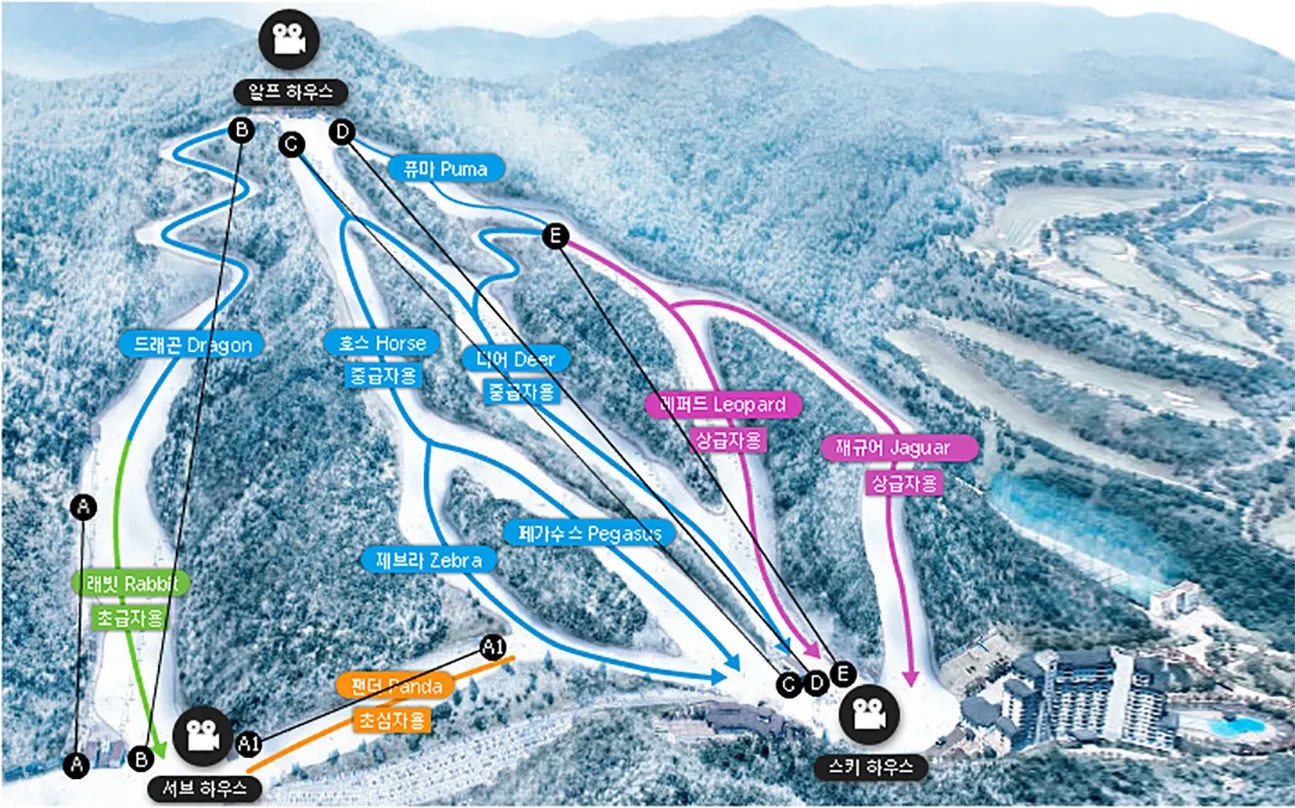 알프 하우스
B
C
D
퓨마 Puma
E
드래곤 Dragon
호스 Horse
중급자용
디어 Deer
중급자용
레퍼드 Leopard
상급자용
재규어 Jaguar
상급자용
A
페가수스 Pegasus
제브라 Zebra
래빗 Rabbit
초급자용
A1
팬더 Panda
초심자용
C
D
E
A1
B
A
서브 하우스
스키 하우스